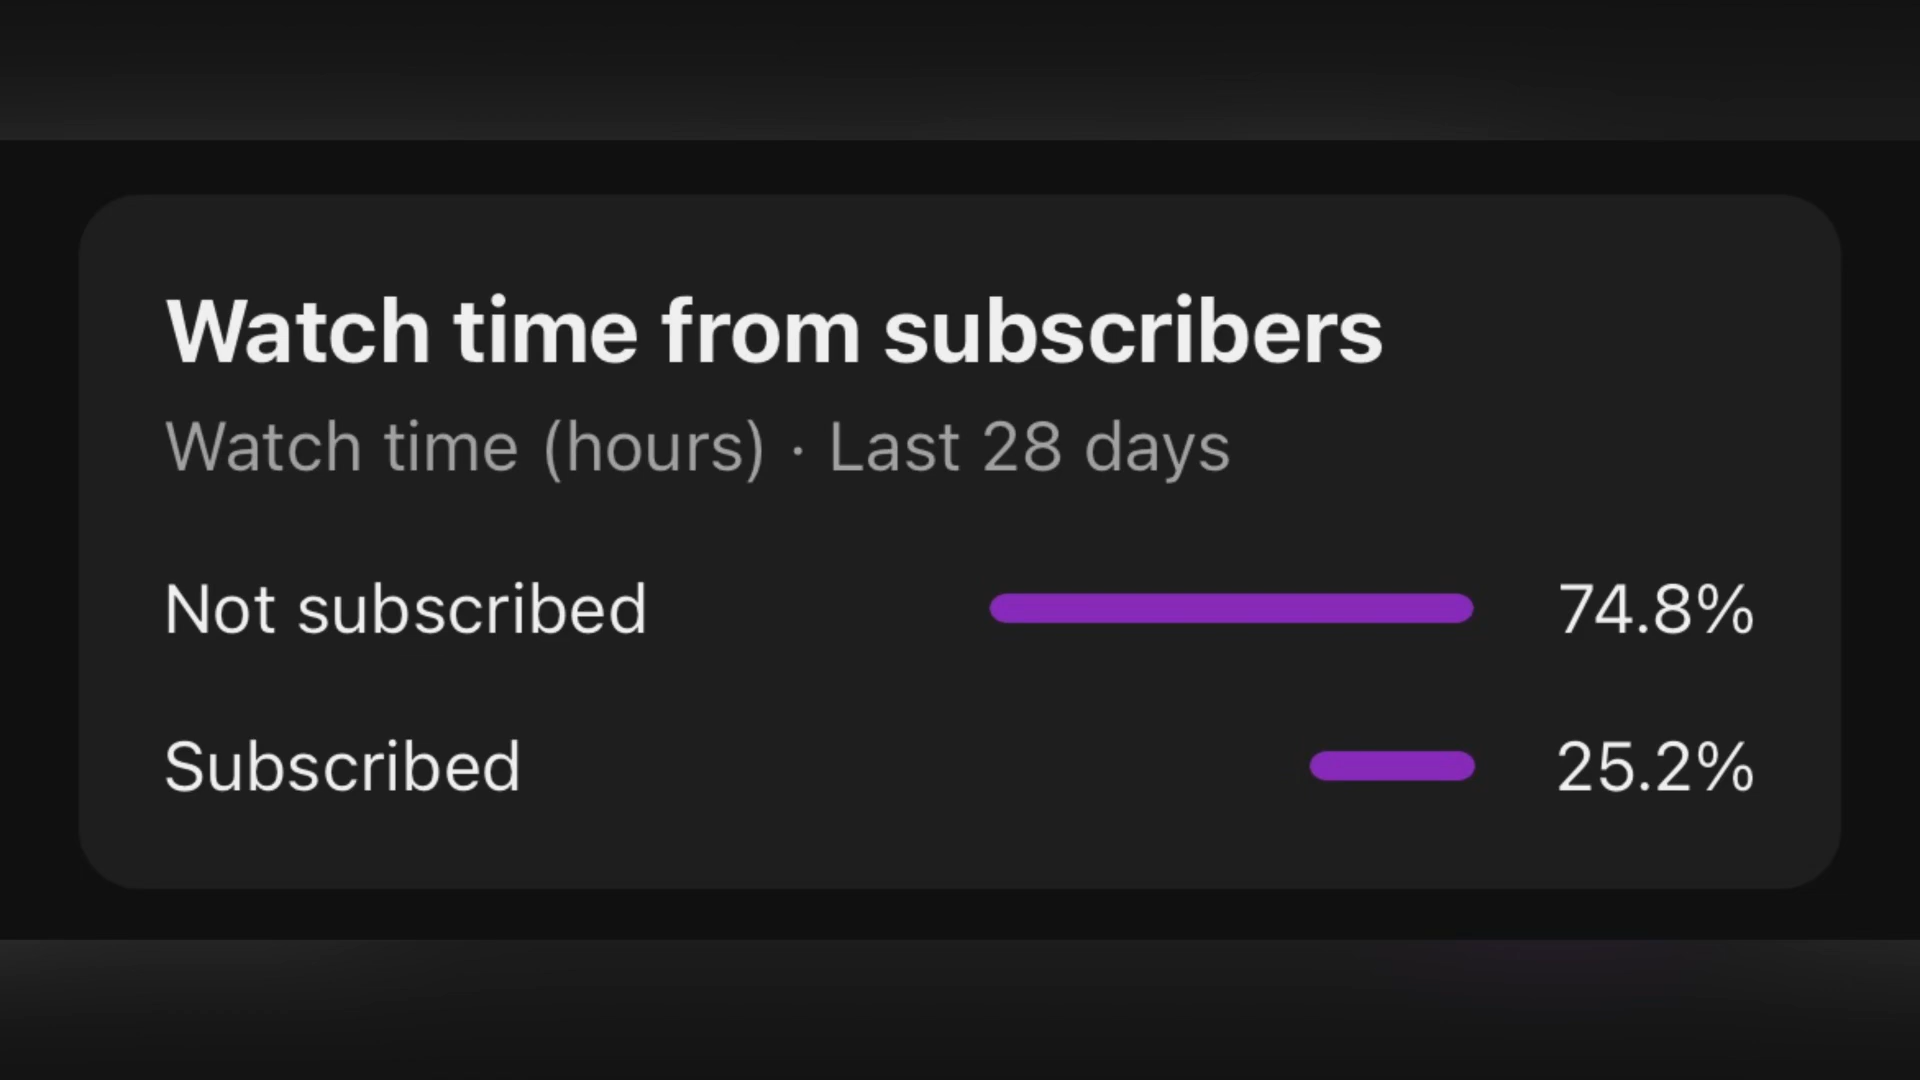 Watch time from subscribers
Watch time (hours) · Last 28 days
Not subscribed 74.8%
Subscribed 25.2%